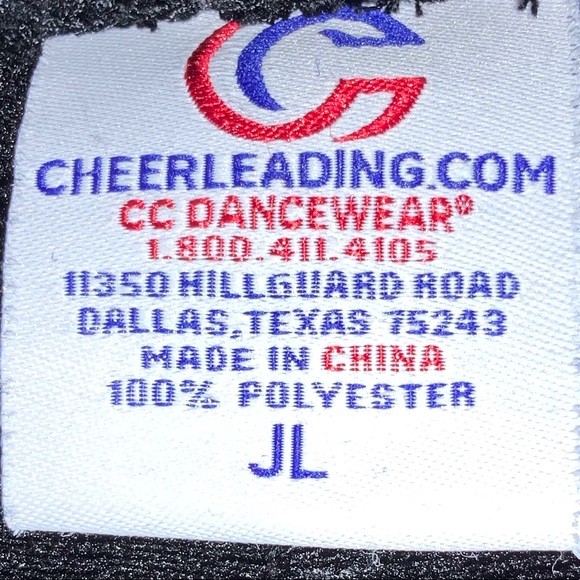 CHEERLEADING.COM
CC DANCEWEAR®
1.800.411.4105
11350 HILLGUARD ROAD
DALLAS, TEXAS 75243
MADE IN CHINA
100% POLYESTER
JL